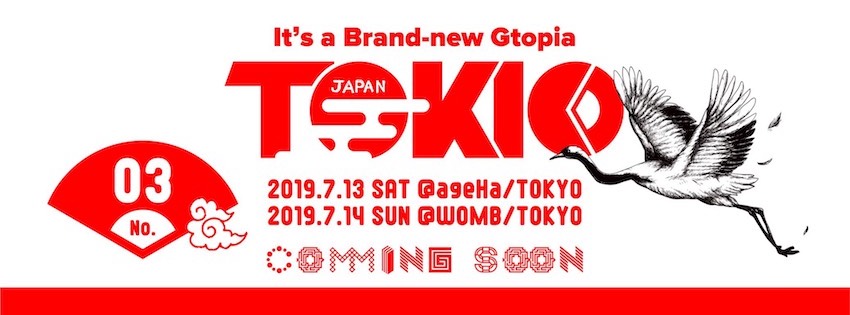 It's a Brand-new Gtopia
TOKIO
JAPAN
03
No.
2019.7.13 SAT @ageHa/TOKYO
2019.7.14 SUN @WOMB/TOKYO
COMMING SOON